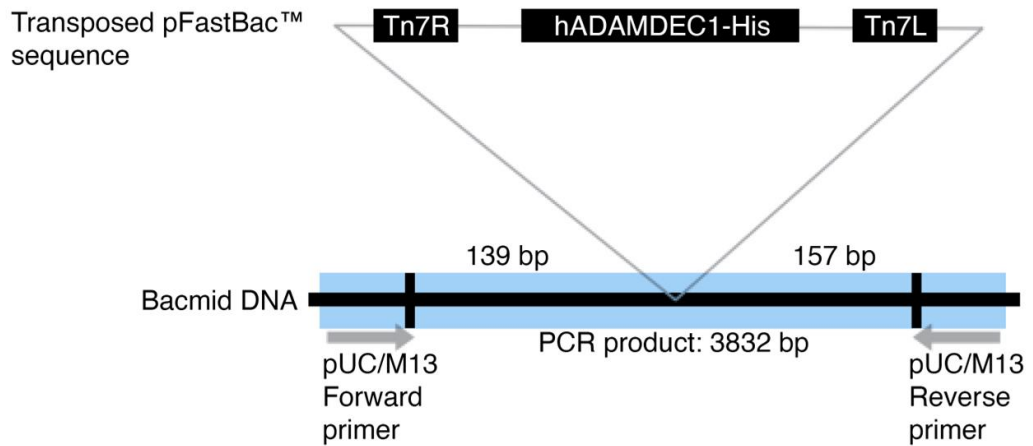 Transposed pFastBac™
sequence
Tn7R
hADAMDEC1-His
Tn7L
139 bp
157 bp
Bacmid DNA
PCR product: 3832 bp
pUC/M13
Forward
primer
pUC/M13
Reverse
primer